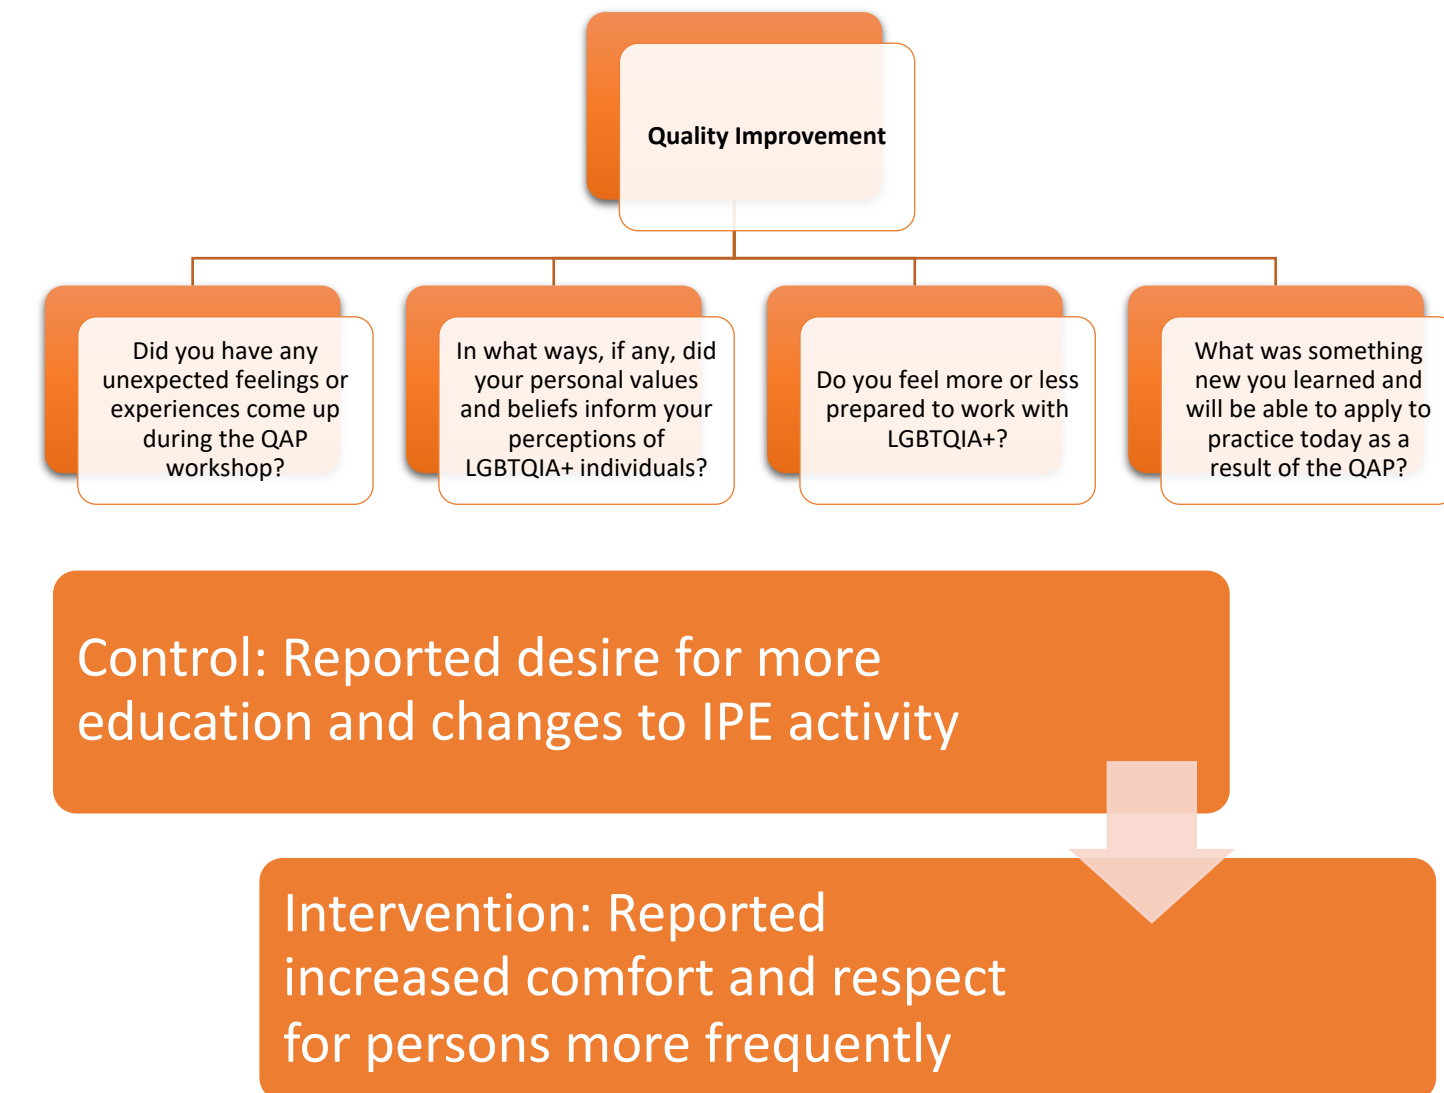 Quality Improvement
Did you have any
unexpected feelings or
experiences come up
during the QAP
workshop?
In what ways, if any, did
your personal values
and beliefs inform your
perceptions of
LGBTQIA+ individuals?
Do you feel more or less
prepared to work with
LGBTQIA+?
What was something
new you learned and
will be able to apply to
practice today as a
result of the QAP?
Control: Reported desire for more
education and changes to IPE activity
Intervention: Reported
increased comfort and respect
for persons more frequently